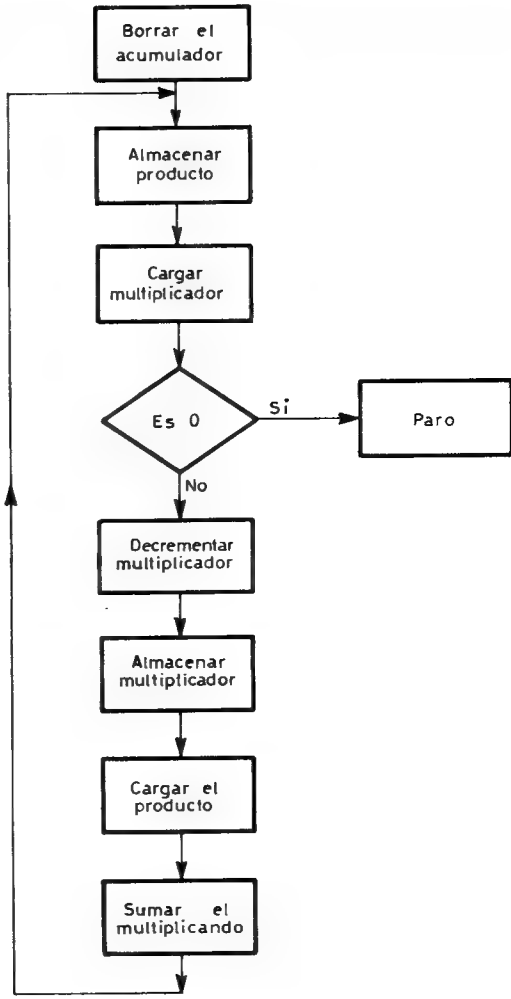 Borrar el
acumulador
Almacenar
producto
Cargar
multiplicador
Es 0
Si
Paro
No
Decrementar
multiplicador
Almacenar
multiplicador
Cargar el
producto
Sumar el
multiplicando